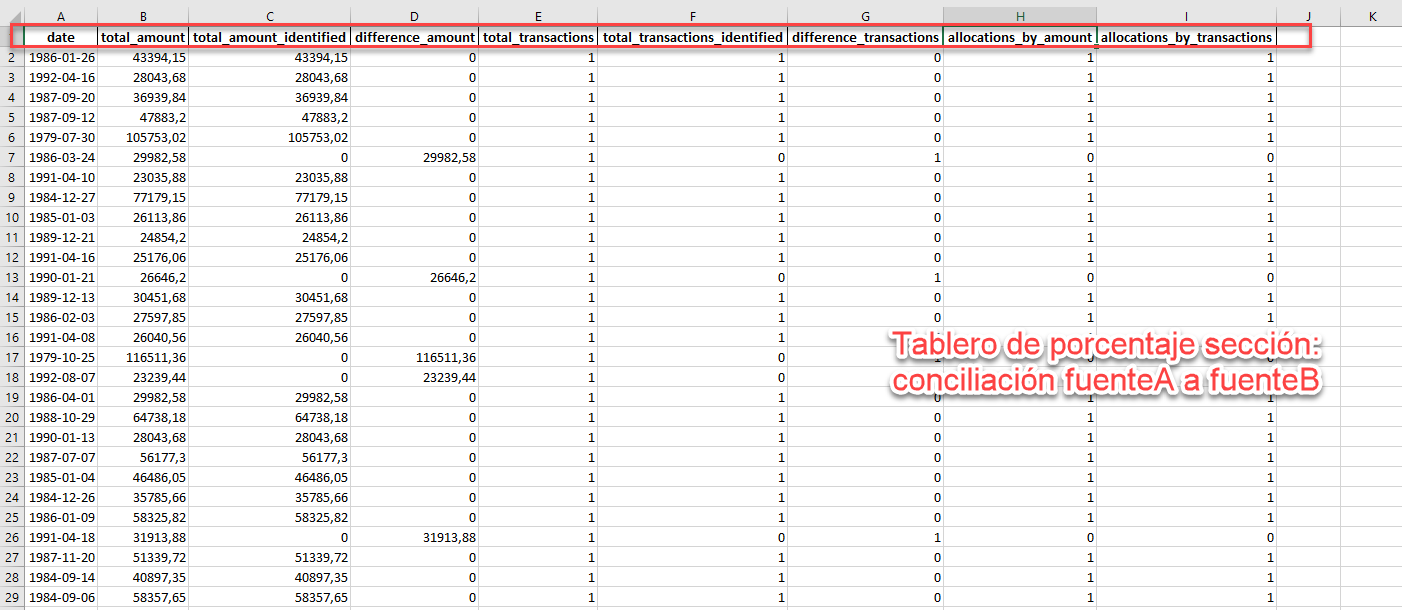 A B C D E F G H I J K
date total_amount total_amount_identified difference_amount total_transactions total_transactions_identified difference_transactions allocations_by_amount allocations_by_transactions
2 1986-01-26 43394,15 43394,15 0 1 1 0 1 1
3 1992-04-16 28043,68 28043,68 0 1 1 0 1 1
4 1987-09-20 36939,84 36939,84 0 1 1 0 1 1
5 1987-09-12 47883,2 47883,2 0 1 1 0 1 1
6 1979-07-30 105753,02 105753,02 0 1 1 0 1 1
7 1986-03-24 29982,58 0 29982,58 1 0 1 0 0
8 1991-04-10 23035,88 23035,88 0 1 1 0 1 1
9 1984-12-27 77179,15 77179,15 0 1 1 0 1 1
10 1985-01-03 26113,86 26113,86 0 1 1 0 1 1
11 1989-12-21 24854,2 24854,2 0 1 1 0 1 1
12 1991-04-16 25176,06 25176,06 0 1 1 0 1 1
13 1990-01-21 26646,2 0 26646,2 1 0 1 0 0
14 1989-12-13 30451,68 30451,68 0 1 1 0 1 1
15 1986-02-03 27597,85 27597,85 0 1 1 0 1 1
16 1991-04-08 26040,56 26040,56 0 1 1
17 1979-10-25 116511,36 0 116511,36 1 0
18 1992-08-07 23239,44 0 23239,44 1 0
Tablero de porcentaje sección:
conciliación fuenteA a fuenteB
19 1986-04-01 29982,58 29982,58 0 1 1 0 1 1
20 1988-10-29 64738,18 64738,18 0 1 1 0 1 1
21 1990-01-13 28043,68 28043,68 0 1 1 0 1 1
22 1987-07-07 56177,3 56177,3 0 1 1 0 1 1
23 1985-01-04 46486,05 46486,05 0 1 1 0 1 1
24 1984-12-26 35785,66 35785,66 0 1 1 0 1 1
25 1986-01-09 58325,82 58325,82 0 1 1 0 1 1
26 1991-04-18 31913,88 0 31913,88 1 0 1 0 0
27 1987-11-20 51339,72 51339,72 0 1 1 0 1 1
28 1984-09-14 40897,35 40897,35 0 1 1 0 1 1
29 1984-09-06 58357,65 58357,65 0 1 1 0 1 1